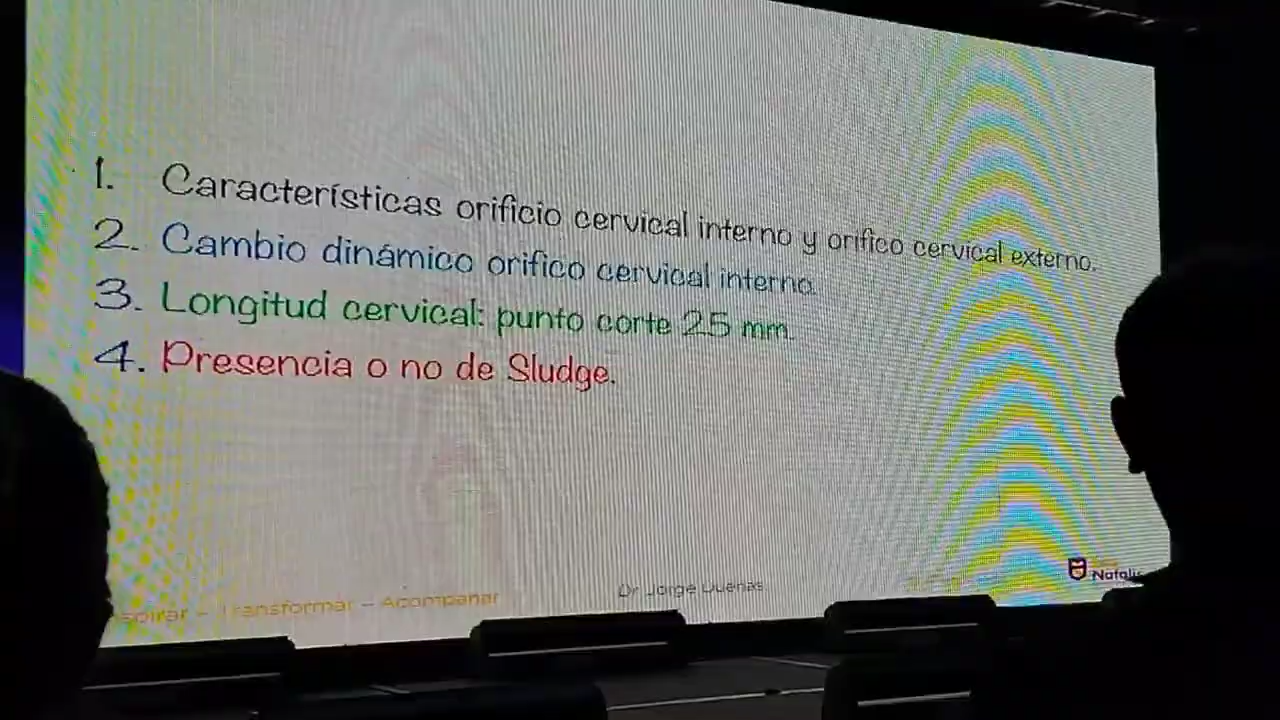 1. Características orificio cervical interno y orifico cervical externo.
2. Cambio dinámico orifico cervical interno.
3. Longitud cervical: punto corte 25 mm.
4. Presencia o no de Sludge.
Transformar – Acompañar
Dr Jorge Dueñas